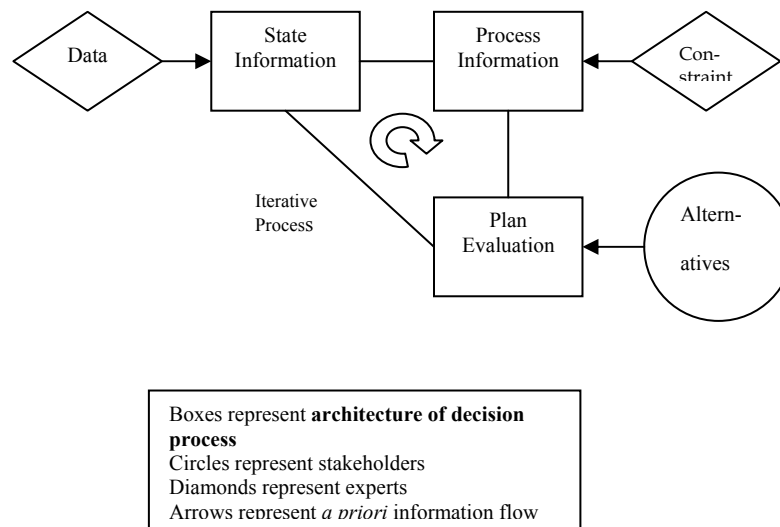 Data
State
Information
Process
Information
Con-
straint
Iterative
Process
Plan
Evaluation
Altern-
atives
Boxes represent architecture of decision
process
Circles represent stakeholders
Diamonds represent experts
Arrows represent a priori information flow